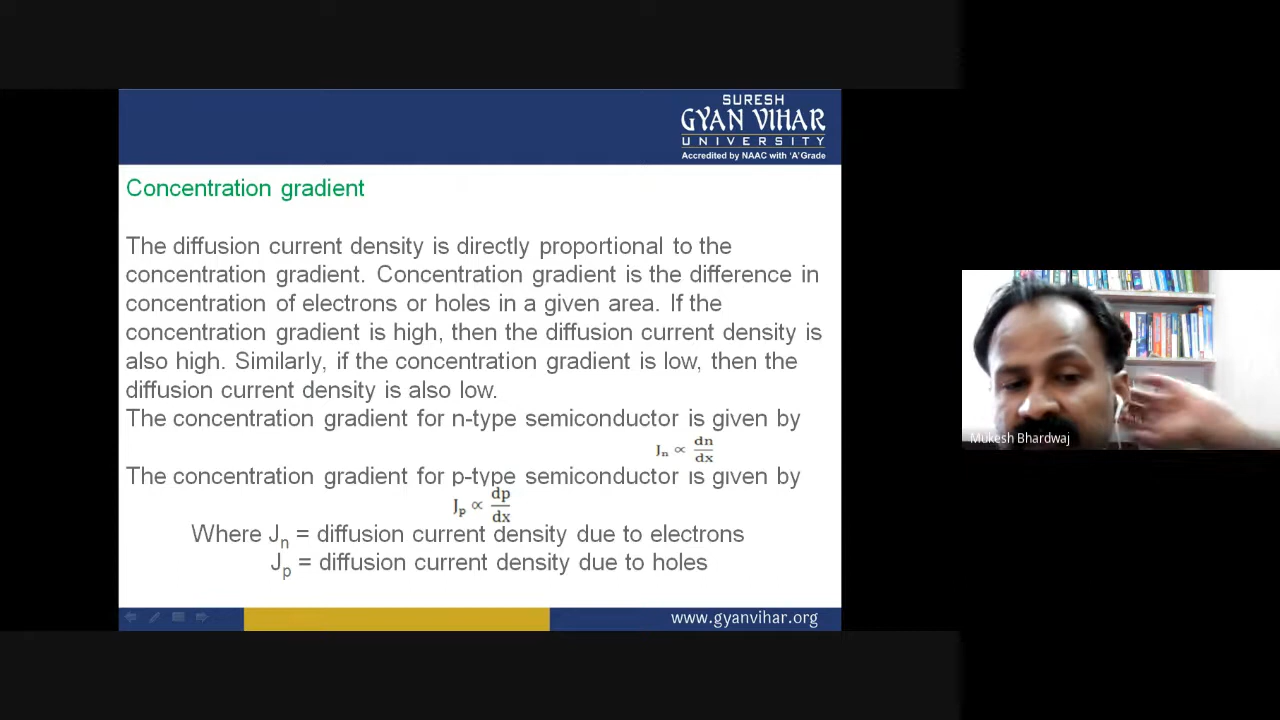 SURESH
GYAN VIHAR
UNIVERSITY
Accredited by NAAC with 'A' Grade
Concentration gradient
The diffusion current density is directly proportional to the
concentration gradient. Concentration gradient is the difference in
concentration of electrons or holes in a given area. If the
concentration gradient is high, then the diffusion current density is
also high. Similarly, if the concentration gradient is low, then the
diffusion current density is also low.
The concentration gradient for n-type semiconductor is given by
Jₙ ∝ dn/dx
The concentration gradient for p-type semiconductor is given by
Jₚ ∝ dp/dx
Where Jₙ = diffusion current density due to electrons
Jₚ = diffusion current density due to holes
www.gyanvihar.org
Mukesh Bhardwaj